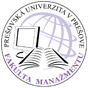 PREŠOVSKÁ UNIVERZITA V PREŠOVE
FAKULTA MANAŽMENTU